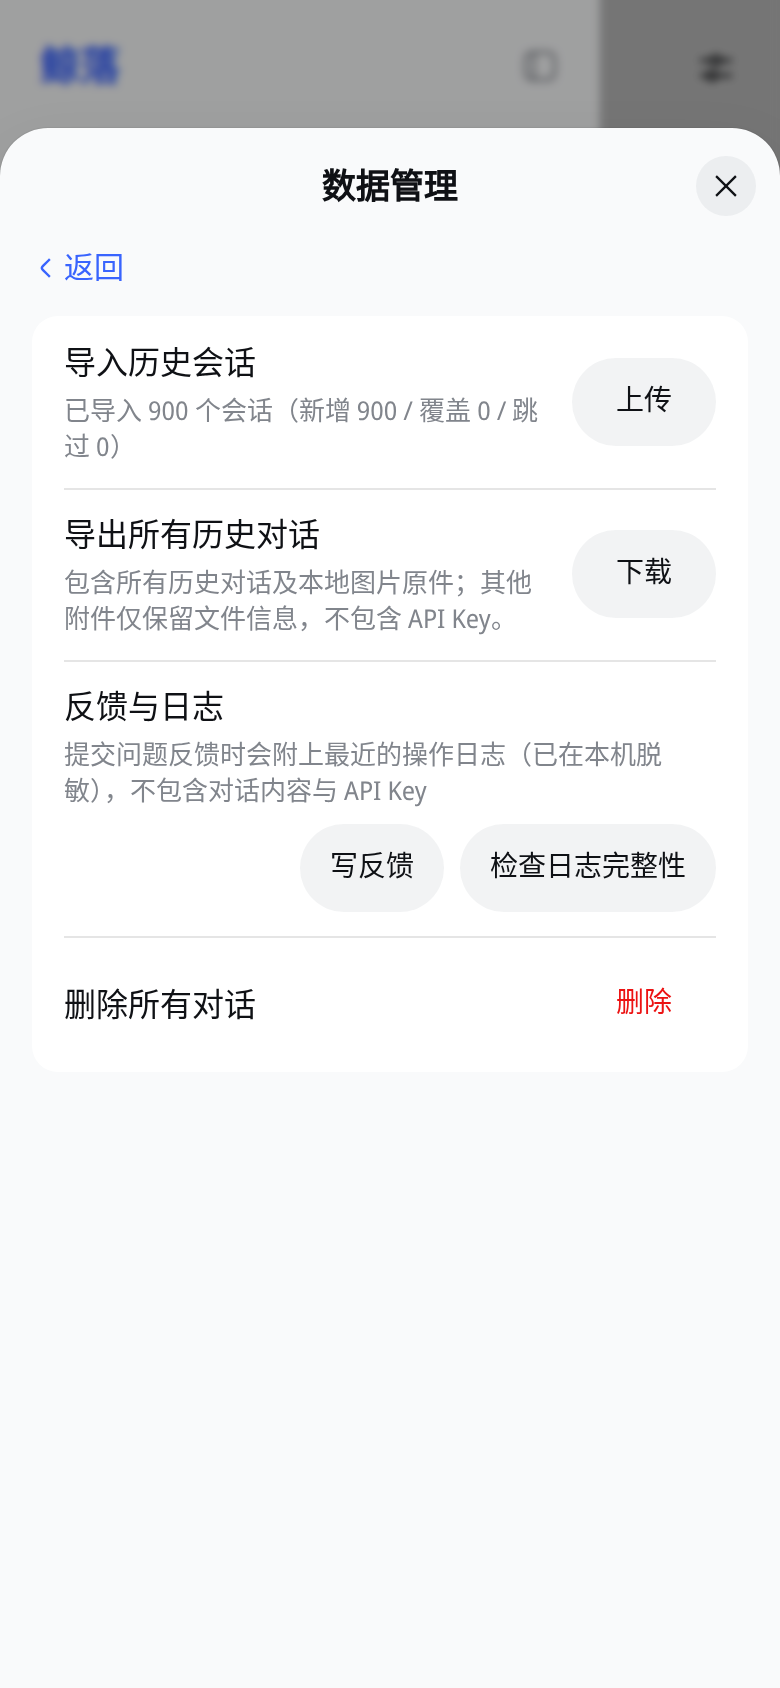 鲸落
数据管理
返回
导入历史会话
已导入 900 个会话（新增 900 / 覆盖 0 / 跳
过 0）
上传
导出所有历史对话
包含所有历史对话及本地图片原件；其他
附件仅保留文件信息，不包含 API Key。
下载
反馈与日志
提交问题反馈时会附上最近的操作日志（已在本机脱
敏），不包含对话内容与 API Key
写反馈
检查日志完整性
删除所有对话
删除